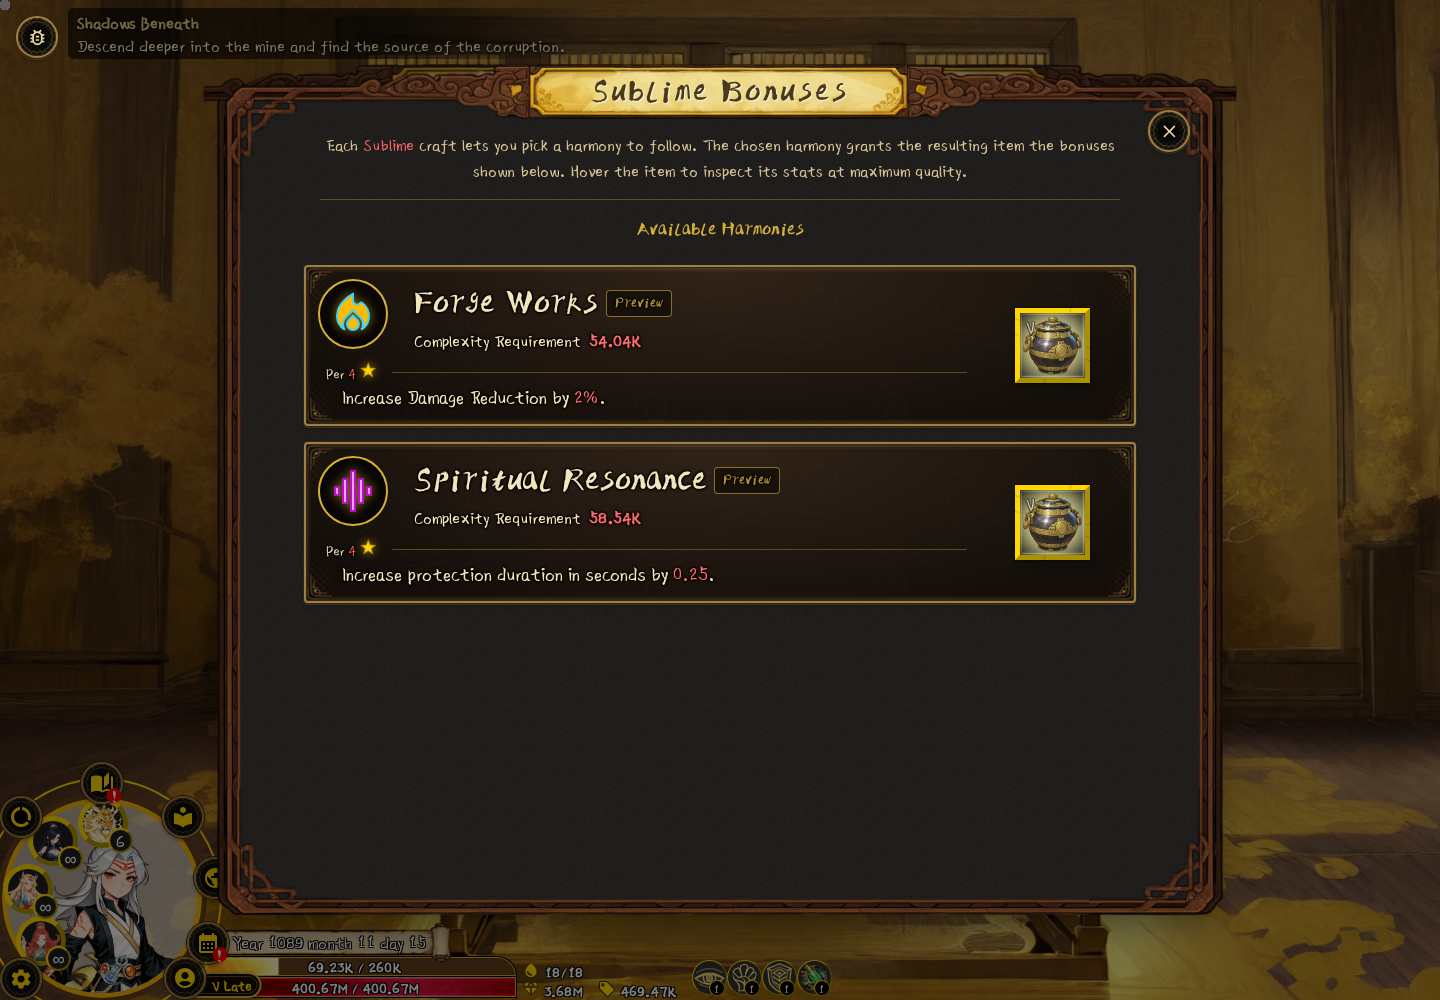 Shadows Beneath
Descend deeper into the mine and find the source of the corruption.
Sublime Bonuses
Each Sublime craft lets you pick a harmony to follow. The chosen harmony grants the resulting item the bonuses
shown below. Hover the item to inspect its stats at maximum quality.
Available Harmonies
Forge Works Preview
Complexity Requirement 54.04K
V
Per 4
Increase Damage Reduction by 2%.
Spiritual Resonance Preview
Complexity Requirement 58.54K
V
Per 4
Increase protection duration in seconds by 0.25.
6
∞
∞
∞
Year 1089 month 11 day 15
69.23K / 260K
V Late
400.67M / 400.67M
18/18
3.68M
469.47K
f
f
f
f